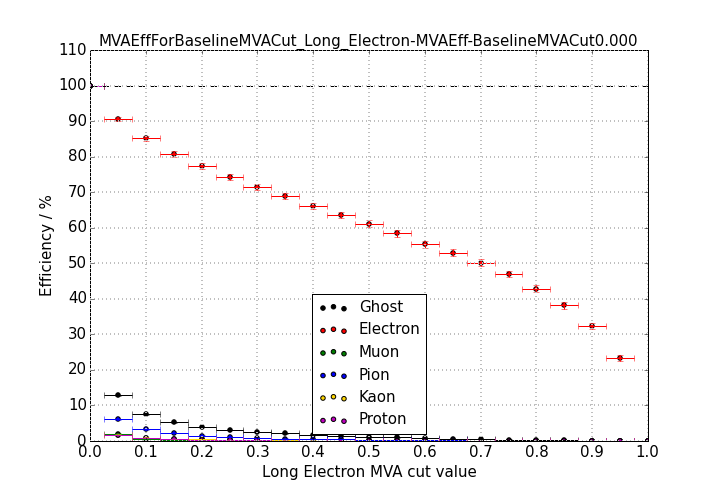 MVAEffForBaselineMVACut_Long_Electron-MVAEff-BaselineMVACut0.000
110
100
90
80
70
60
50
40
30
20
10
0
Efficiency / %
Ghost
Electron
Muon
Pion
Kaon
Proton
0.0 0.1 0.2 0.3 0.4 0.5 0.6 0.7 0.8 0.9 1.0
Long Electron MVA cut value